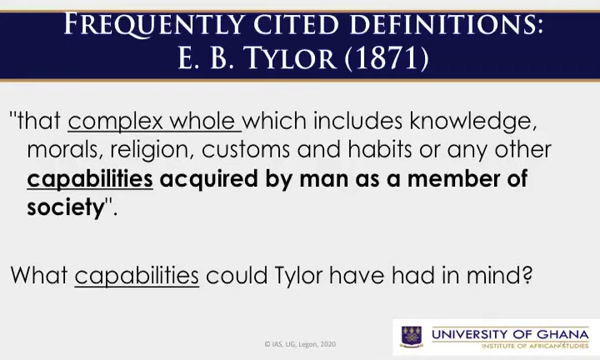 FREQUENTLY CITED DEFINITIONS:
E. B. TYLOR (1871)
"that complex whole which includes knowledge,
morals, religion, customs and habits or any other
capabilities acquired by man as a member of
society".
What capabilities could Tylor have had in mind?
© IAS, UG, Legon, 2020
UNIVERSITY OF GHANA
INSTITUTE OF AFRICAN STUDIES